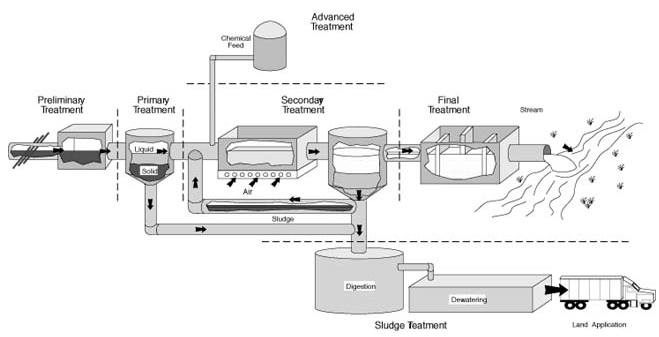 Advanced
Treatment
Chemical
Feed
Preliminary
Treatment
Primary
Treatment
Secondary
Treatment
Final
Treatment
Stream
Liquid
Solid
Air
Sludge
Digestion
Dewatering
Sludge Treatment
Land Application